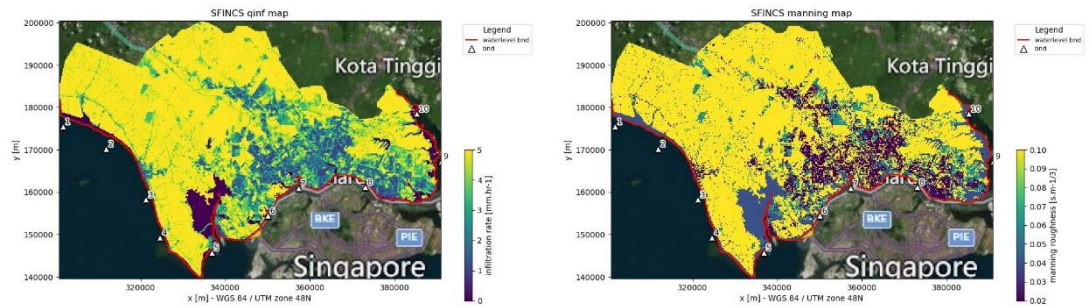 SFINCS qinf map
200000
190000
180000
170000
160000
150000
140000
y [m]
320000
340000
360000
380000
x [m] - WGS 84 / UTM zone 48N
Kota Tinggi
BKE
PIE
Singapore
1
2
3
4
5
6
8
9
10
Legend
waterlevel bnd
bnd
5
4
3
2
1
0
infiltration rate [mm.hr-1]
SFINCS manning map
200000
190000
180000
170000
160000
150000
140000
y [m]
320000
340000
360000
380000
x [m] - WGS 84 / UTM zone 48N
Kota Tinggi
BKE
PIE
Singapore
1
2
3
4
5
6
8
9
10
Legend
waterlevel bnd
bnd
0.10
0.09
0.08
0.07
0.06
0.05
0.04
0.03
0.02
manning roughness [s.m-1/3]